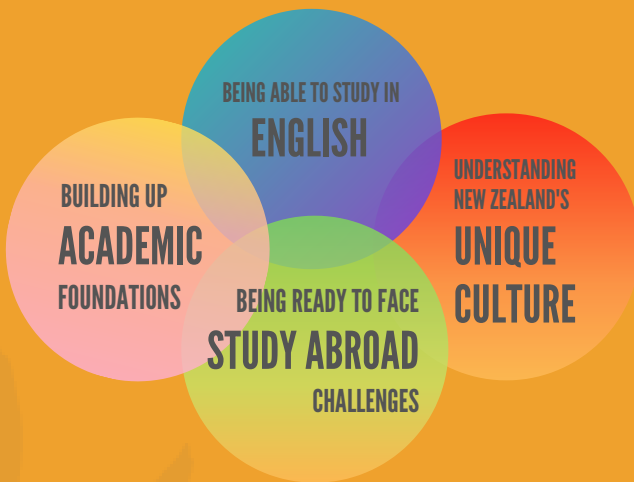 BEING ABLE TO STUDY IN
ENGLISH
BUILDING UP
ACADEMIC
FOUNDATIONS
UNDERSTANDING
NEW ZEALAND'S
UNIQUE
CULTURE
BEING READY TO FACE
STUDY ABROAD
CHALLENGES